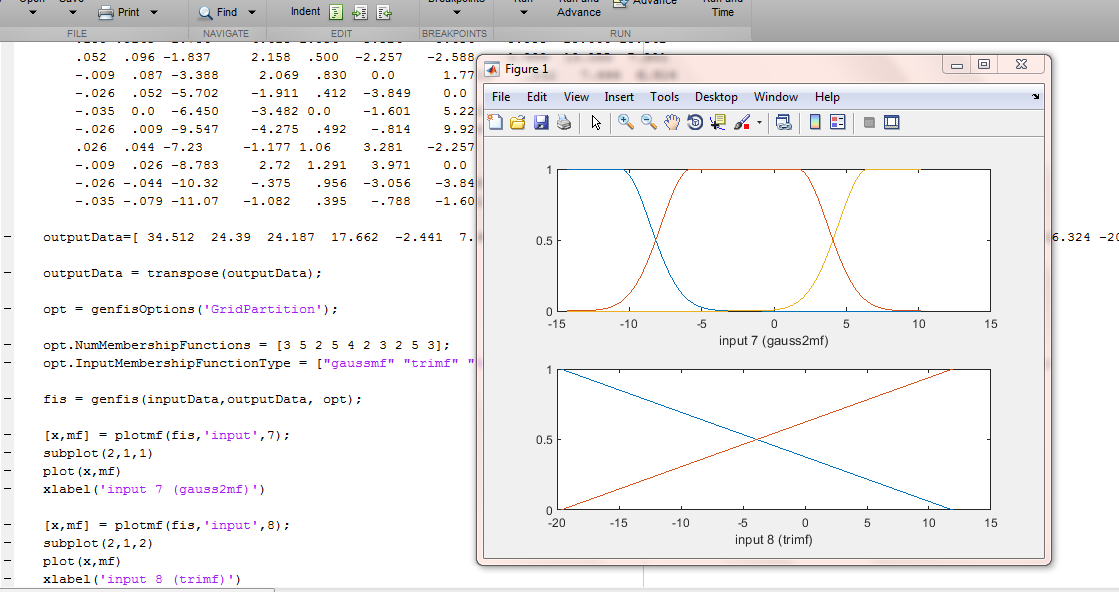 Print Find Indent Advance Advance Time
FILE NAVIGATE EDIT BREAKPOINTS RUN
.052 .096 -1.837 2.158 .500 -2.257 -2.588
-.009 .087 -3.388 2.069 .830 0.0 1.77
-.026 .052 -5.702 -1.911 .412 -3.849 0.0
-.035 0.0 -6.450 -3.482 0.0 -1.601 5.22
-.026 .009 -9.547 -4.275 .492 -.814 9.92
.026 .044 -7.23 -1.177 1.06 3.281 -2.257
-.009 .026 -8.783 2.72 1.291 3.971 0.0
-.026 -.044 -10.32 -.375 .956 -3.056 -3.84
-.035 -.079 -11.07 -1.082 .395 -.788 -1.60
outputData=[ 34.512 24.39 24.187 17.662 -2.441 7. 6.324 -20
outputData = transpose(outputData);
opt = genfisOptions('GridPartition');
opt.NumMembershipFunctions = [3 5 2 5 4 2 3 2 5 3];
opt.InputMembershipFunctionType = ["gaussmf" "trimf" "
fis = genfis(inputData,outputData, opt);
[x,mf] = plotmf(fis,'input',7);
subplot(2,1,1)
plot(x,mf)
xlabel('input 7 (gauss2mf)')
[x,mf] = plotmf(fis,'input',8);
subplot(2,1,2)
plot(x,mf)
xlabel('input 8 (trimf)')
Figure 1
File Edit View Insert Tools Desktop Window Help
1
0.5
0
-15 -10 -5 0 5 10 15
input 7 (gauss2mf)
1
0.5
0
-20 -15 -10 -5 0 5 10 15
input 8 (trimf)